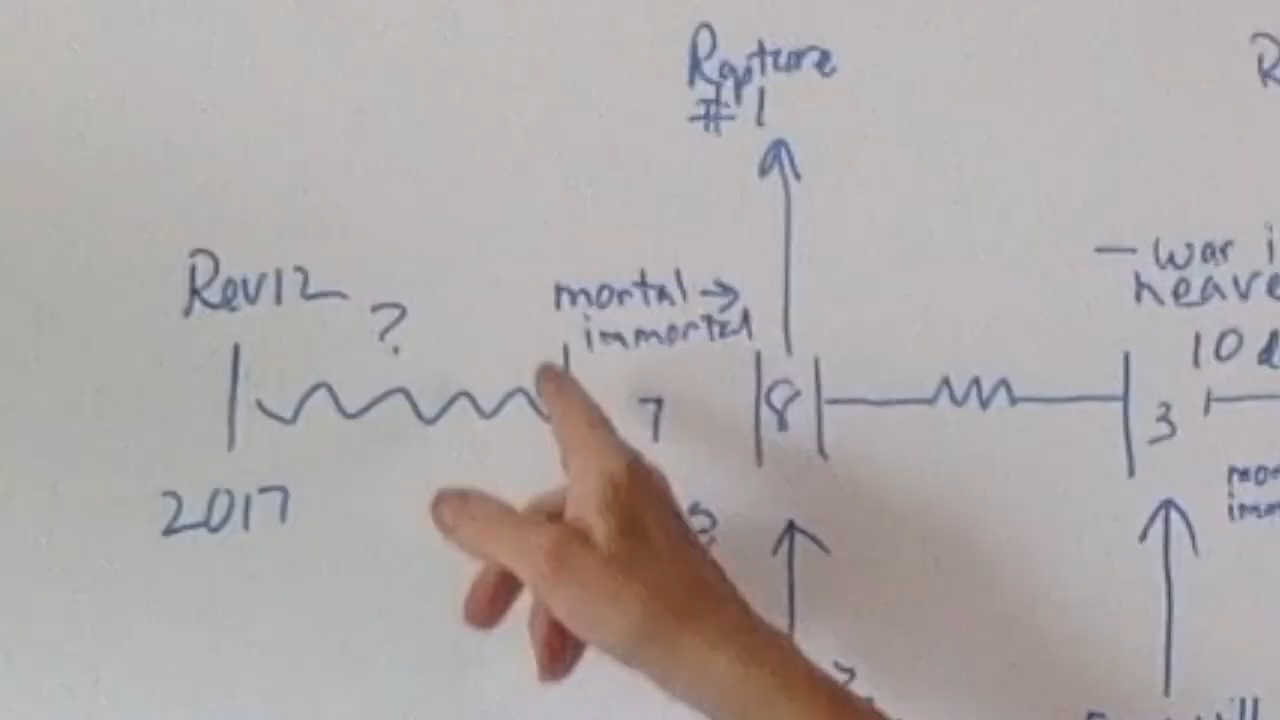 Rapture
#1
R
Rev12
?
mortal →
immortal
— war i
heave
10 d
7
8
3
2017